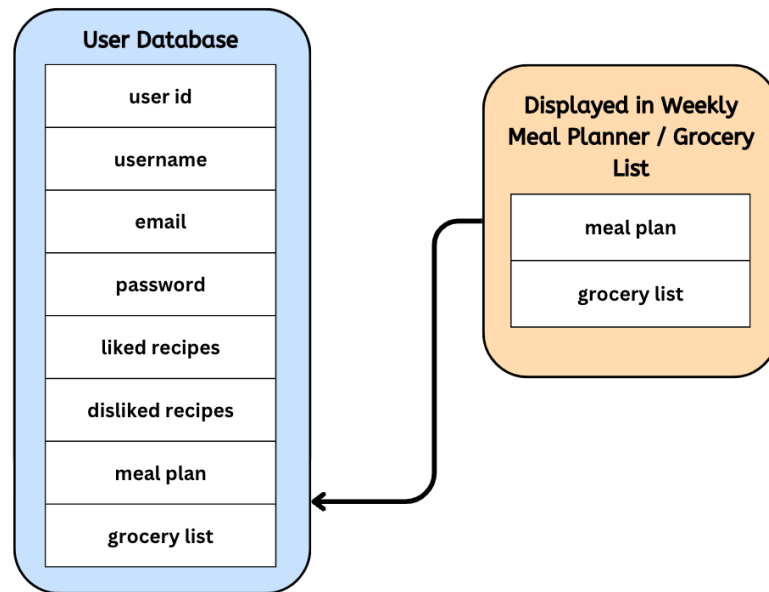 User Database
user id
username
email
password
liked recipes
disliked recipes
meal plan
grocery list
Displayed in Weekly
Meal Planner / Grocery
List
meal plan
grocery list